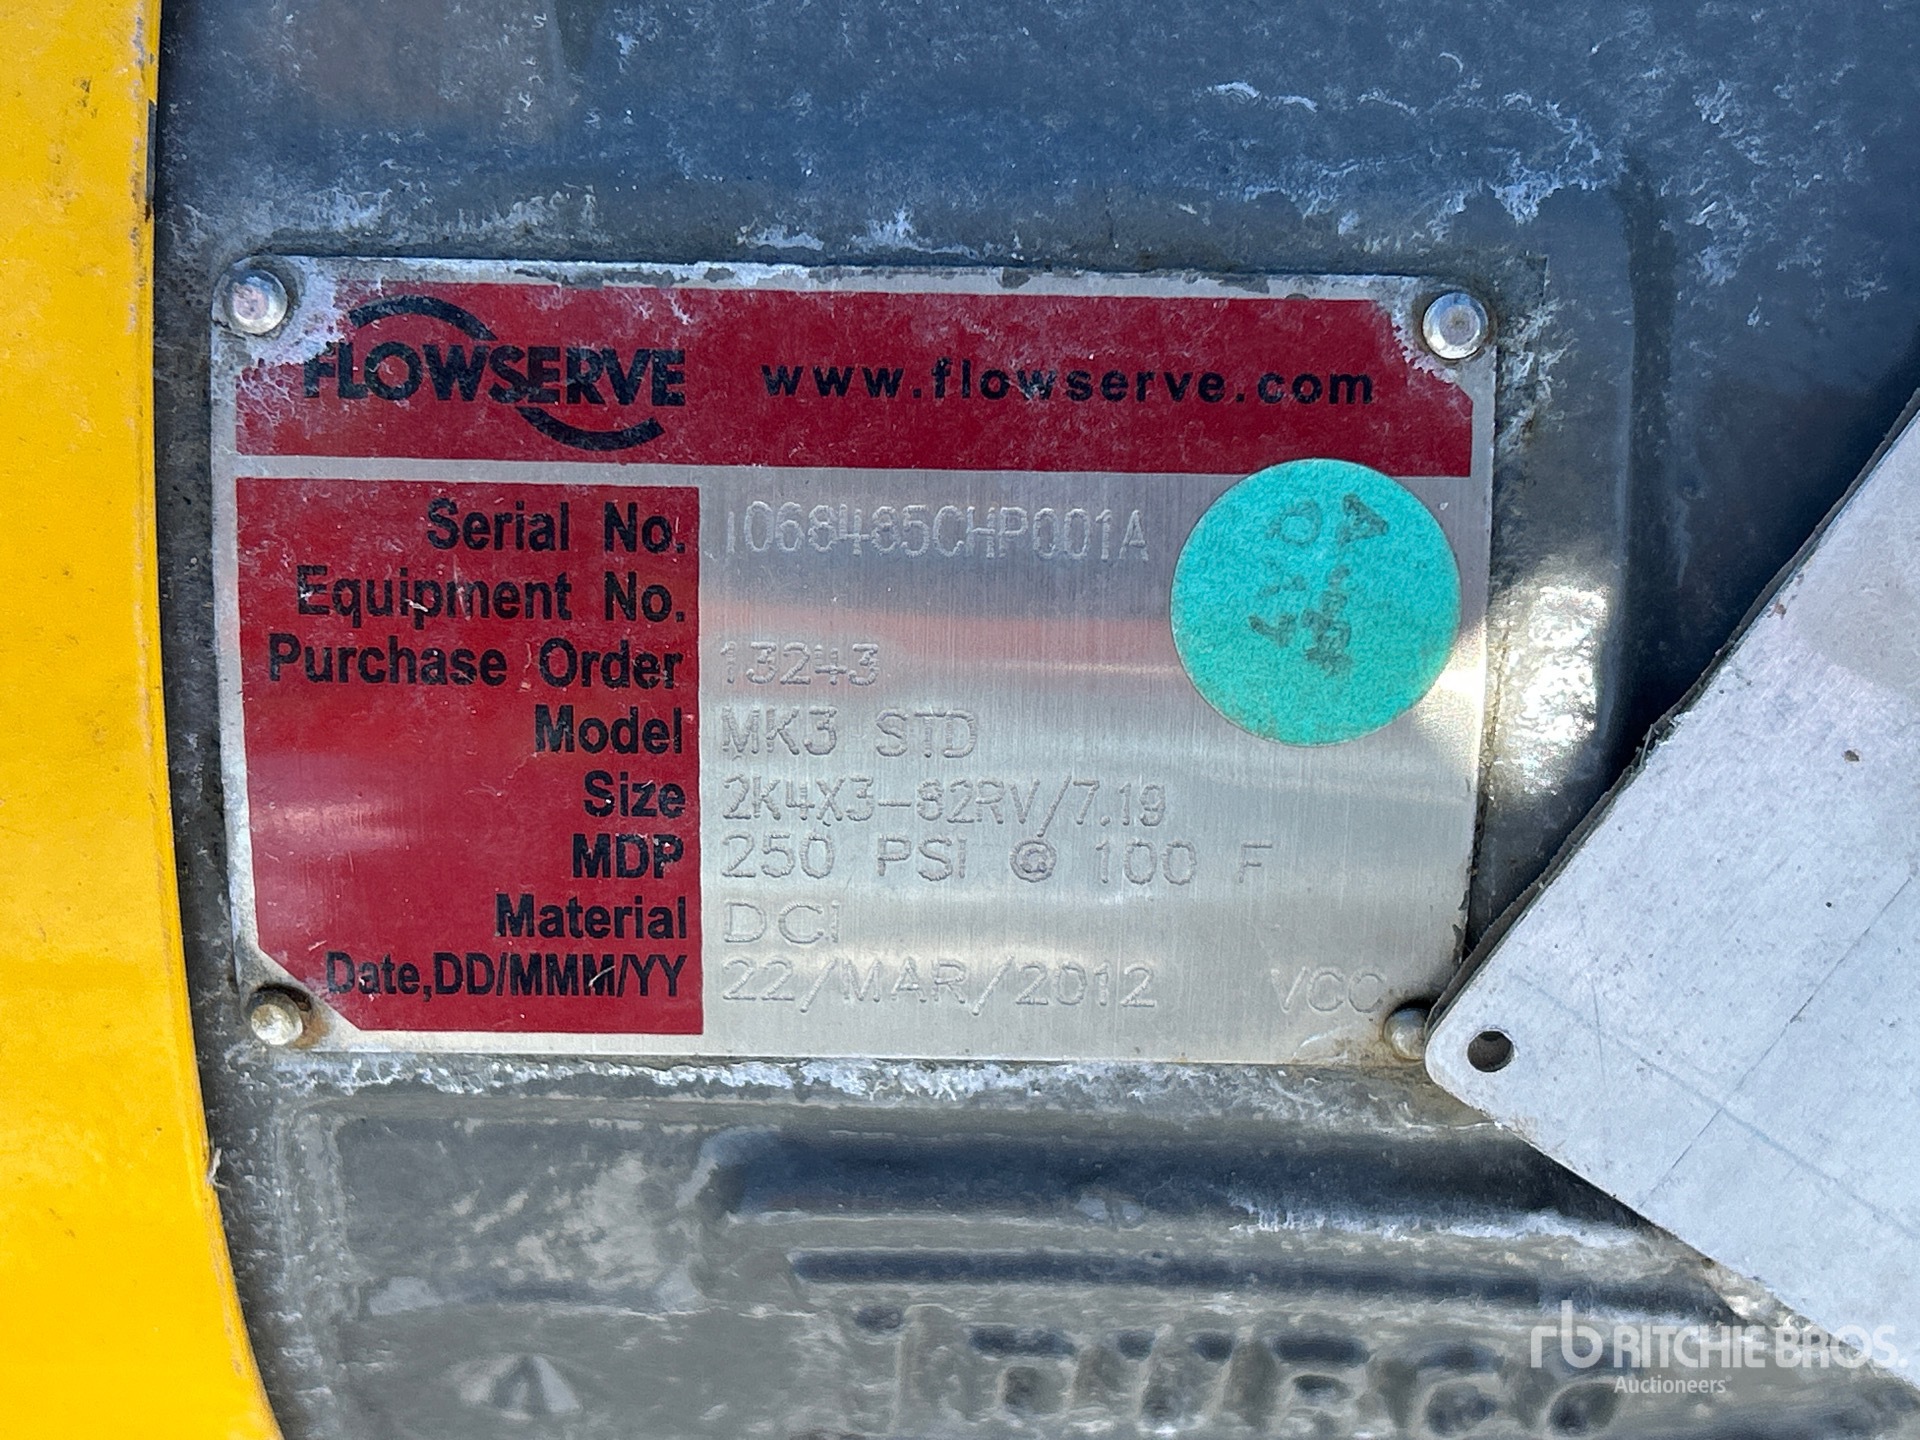 FLOWSERVE www.flowserve.com
Serial No. 1068485CHP001A
Equipment No.
Purchase Order 13243
Model MK3 STD
Size 2K4X3-82RV/7.19
MDP 250 PSI @ 100 F
Material DCI
Date,DD/MMM/YY 22/MAR/2012 VCC
rb RITCHIE BROS.
Auctioneers